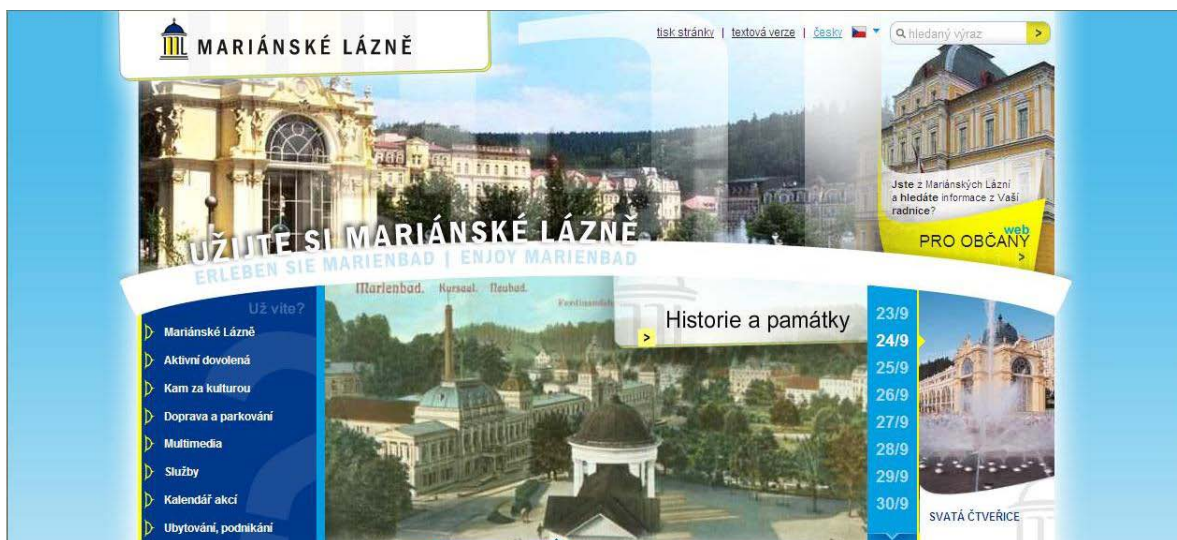 MARIÁNSKÉ LÁZNĚ
tisk stránky | textová verze | česky
hledaný výraz
Jste z Mariánských Lázní
a hledáte informace z Vaší
radnice?
web
PRO OBČANY
UŽIJTE SI MARIÁNSKÉ LÁZNĚ
ERLEBEN SIE MARIENBAD | ENJOY MARIENBAD
Už víte?
Mariánské Lázně
Aktivní dovolená
Kam za kulturou
Doprava a parkování
Multimedia
Služby
Kalendář akcí
Ubytování, podnikání
Marienbad. Kursaal. Neubad.
Historie a památky
23/9
24/9
25/9
26/9
27/9
28/9
29/9
30/9
SVATÁ ČTVEŘICE